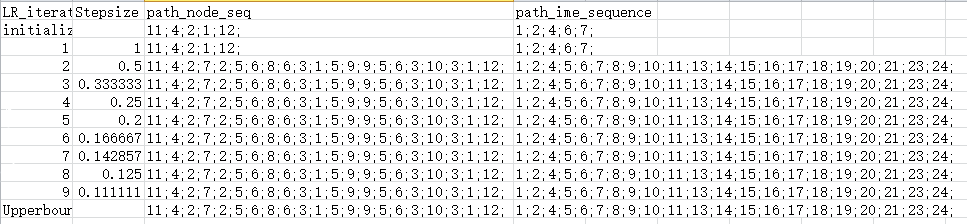 LR_iterat Stepsize path_node_seq path_ime_sequence
initializ 11;4;2;1;12; 1;2;4;6;7;
1 1 11;4;2;1;12; 1;2;4;6;7;
2 0.5 11;4;2;7;2;5;6;8;6;3;1;5;9;9;5;6;3;10;3;1;12; 1;2;4;5;6;7;8;9;10;11;13;14;15;16;17;18;19;20;21;23;24;
3 0.333333 11;4;2;7;2;5;6;8;6;3;1;5;9;9;5;6;3;10;3;1;12; 1;2;4;5;6;7;8;9;10;11;13;14;15;16;17;18;19;20;21;23;24;
4 0.25 11;4;2;7;2;5;6;8;6;3;1;5;9;9;5;6;3;10;3;1;12; 1;2;4;5;6;7;8;9;10;11;13;14;15;16;17;18;19;20;21;23;24;
5 0.2 11;4;2;7;2;5;6;8;6;3;1;5;9;9;5;6;3;10;3;1;12; 1;2;4;5;6;7;8;9;10;11;13;14;15;16;17;18;19;20;21;23;24;
6 0.166667 11;4;2;7;2;5;6;8;6;3;1;5;9;9;5;6;3;10;3;1;12; 1;2;4;5;6;7;8;9;10;11;13;14;15;16;17;18;19;20;21;23;24;
7 0.142857 11;4;2;7;2;5;6;8;6;3;1;5;9;9;5;6;3;10;3;1;12; 1;2;4;5;6;7;8;9;10;11;13;14;15;16;17;18;19;20;21;23;24;
8 0.125 11;4;2;7;2;5;6;8;6;3;1;5;9;9;5;6;3;10;3;1;12; 1;2;4;5;6;7;8;9;10;11;13;14;15;16;17;18;19;20;21;23;24;
9 0.111111 11;4;2;7;2;5;6;8;6;3;1;5;9;9;5;6;3;10;3;1;12; 1;2;4;5;6;7;8;9;10;11;13;14;15;16;17;18;19;20;21;23;24;
Upperbour 11;4;2;7;2;5;6;8;6;3;1;5;9;9;5;6;3;10;3;1;12; 1;2;4;5;6;7;8;9;10;11;13;14;15;16;17;18;19;20;21;23;24;